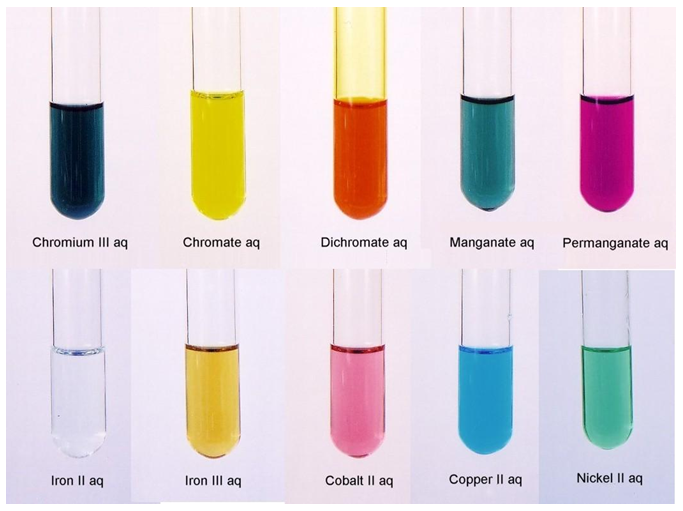 Chromium III aq
Chromate aq
Dichromate aq
Manganate aq
Permanganate aq
Iron II aq
Iron III aq
Cobalt II aq
Copper II aq
Nickel II aq